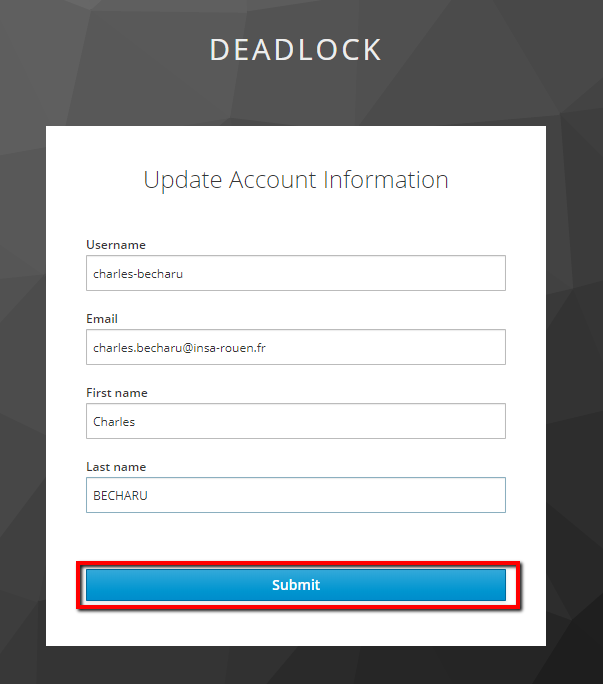 DEADLOCK
Update Account Information
Username
charles-becharu
Email
charles.becharu@insa-rouen.fr
First name
Charles
Last name
BECHARU
Submit